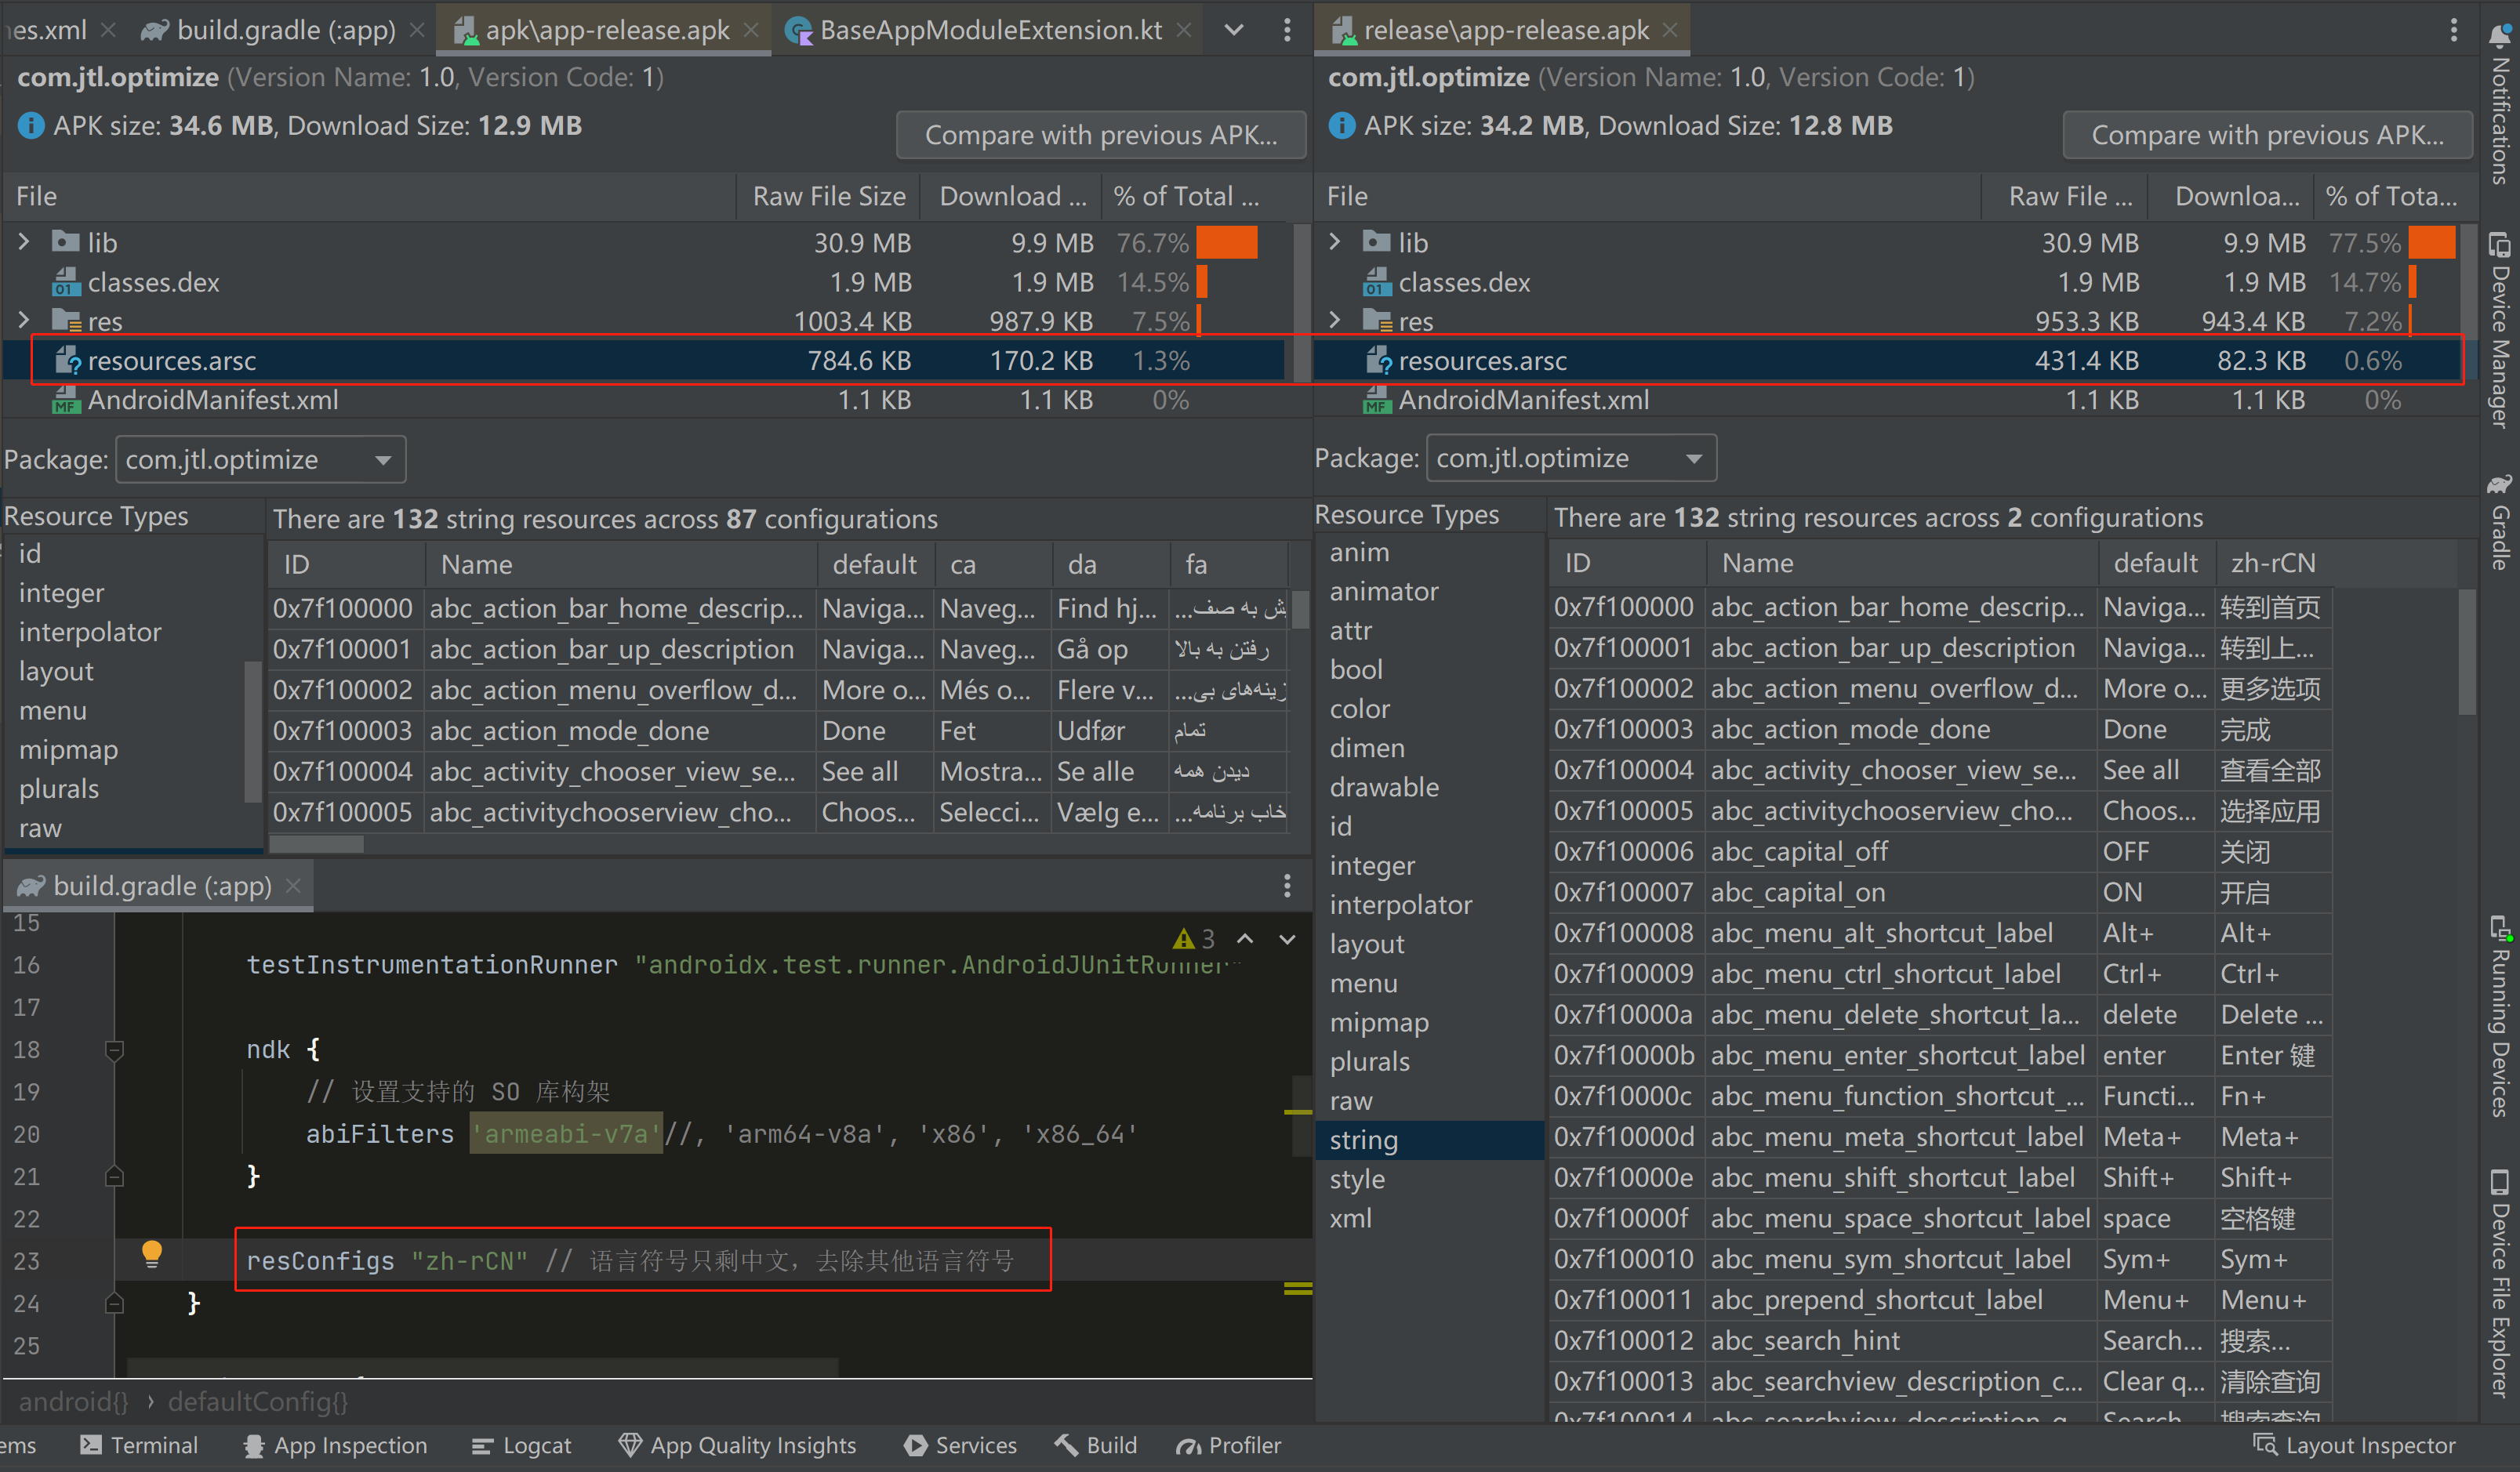 es.xml
build.gradle (:app)
apk\app-release.apk
BaseAppModuleExtension.kt
com.jtl.optimize (Version Name: 1.0, Version Code: 1)
APK size: 34.6 MB, Download Size: 12.9 MB
Compare with previous APK...
File Raw File Size Download ... % of Total ...
lib 30.9 MB 9.9 MB 76.7%
classes.dex 1.9 MB 1.9 MB 14.5%
res 1003.4 KB 987.9 KB 7.5%
resources.arsc 784.6 KB 170.2 KB 1.3%
AndroidManifest.xml 1.1 KB 1.1 KB 0%
Package: com.jtl.optimize
Resource Types
id
integer
interpolator
layout
menu
mipmap
plurals
raw
There are 132 string resources across 87 configurations
ID Name default ca da fa
0x7f100000 abc_action_bar_home_descrip... Naviga... Naveg... Find hj... ...ش به صف
0x7f100001 abc_action_bar_up_description Naviga... Naveg... Gå op رفتن به بالا
0x7f100002 abc_action_menu_overflow_d... More o... Més o... Flere v... ...زینه‌های بی
0x7f100003 abc_action_mode_done Done Fet Udfør تمام
0x7f100004 abc_activity_chooser_view_se... See all Mostra... Se alle دیدن همه
0x7f100005 abc_activitychooserview_cho... Choos... Selecci... Vælg e... ...خاب برنامه
build.gradle (:app)
3
15
16 testInstrumentationRunner "androidx.test.runner.AndroidJUnitRunner"
17
18 ndk {
19 // 设置支持的 SO 库构架
20 abiFilters 'armeabi-v7a'//, 'arm64-v8a', 'x86', 'x86_64'
21 }
22
23 resConfigs "zh-rCN" // 语言符号只剩中文，去除其他语言符号
24 }
25
android{} › defaultConfig{}
release\app-release.apk
com.jtl.optimize (Version Name: 1.0, Version Code: 1)
APK size: 34.2 MB, Download Size: 12.8 MB
Compare with previous APK...
File Raw File ... Downloa... % of Tota...
lib 30.9 MB 9.9 MB 77.5%
classes.dex 1.9 MB 1.9 MB 14.7%
res 953.3 KB 943.4 KB 7.2%
resources.arsc 431.4 KB 82.3 KB 0.6%
AndroidManifest.xml 1.1 KB 1.1 KB 0%
Package: com.jtl.optimize
Resource Types
anim
animator
attr
bool
color
dimen
drawable
id
integer
interpolator
layout
menu
mipmap
plurals
raw
string
style
xml
There are 132 string resources across 2 configurations
ID Name default zh-rCN
0x7f100000 abc_action_bar_home_descrip... Naviga... 转到首页
0x7f100001 abc_action_bar_up_description Naviga... 转到上...
0x7f100002 abc_action_menu_overflow_d... More o... 更多选项
0x7f100003 abc_action_mode_done Done 完成
0x7f100004 abc_activity_chooser_view_se... See all 查看全部
0x7f100005 abc_activitychooserview_cho... Choos... 选择应用
0x7f100006 abc_capital_off OFF 关闭
0x7f100007 abc_capital_on ON 开启
0x7f100008 abc_menu_alt_shortcut_label Alt+ Alt+
0x7f100009 abc_menu_ctrl_shortcut_label Ctrl+ Ctrl+
0x7f10000a abc_menu_delete_shortcut_la... delete Delete ...
0x7f10000b abc_menu_enter_shortcut_label enter Enter 键
0x7f10000c abc_menu_function_shortcut_... Functi... Fn+
0x7f10000d abc_menu_meta_shortcut_label Meta+ Meta+
0x7f10000e abc_menu_shift_shortcut_label Shift+ Shift+
0x7f10000f abc_menu_space_shortcut_label space 空格键
0x7f100010 abc_menu_sym_shortcut_label Sym+ Sym+
0x7f100011 abc_prepend_shortcut_label Menu+ Menu+
0x7f100012 abc_search_hint Search... 搜索...
0x7f100013 abc_searchview_description_c... Clear q... 清除查询
0x7f100014 abc_searchview_description_q... Search... 搜索查询
Notifications
Device Manager
Gradle
Running Devices
Device File Explorer
ems
Terminal
App Inspection
Logcat
App Quality Insights
Services
Build
Profiler
Layout Inspector